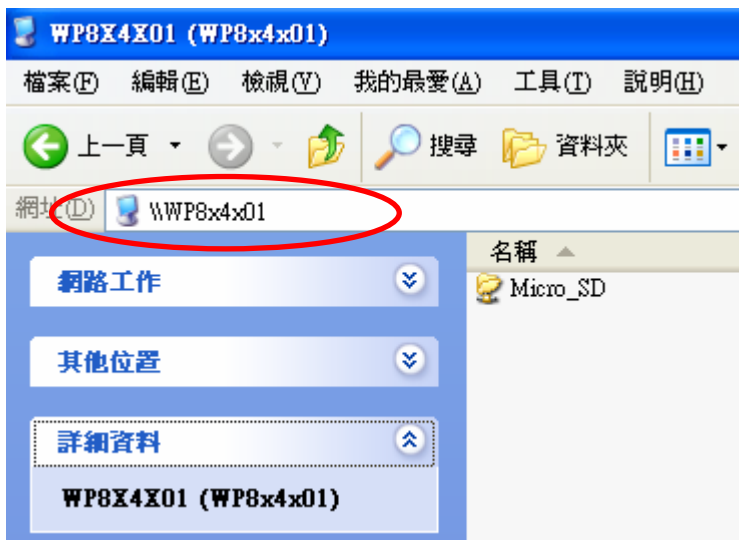 WP8X4X01 (WP8x4x01)
檔案(F) 編輯(E) 檢視(V) 我的最愛(A) 工具(T) 說明(H)
上一頁 搜尋 資料夾
網址(D) \\WP8x4x01
名稱
網路工作
Micro_SD
其他位置
詳細資料
WP8X4X01 (WP8x4x01)